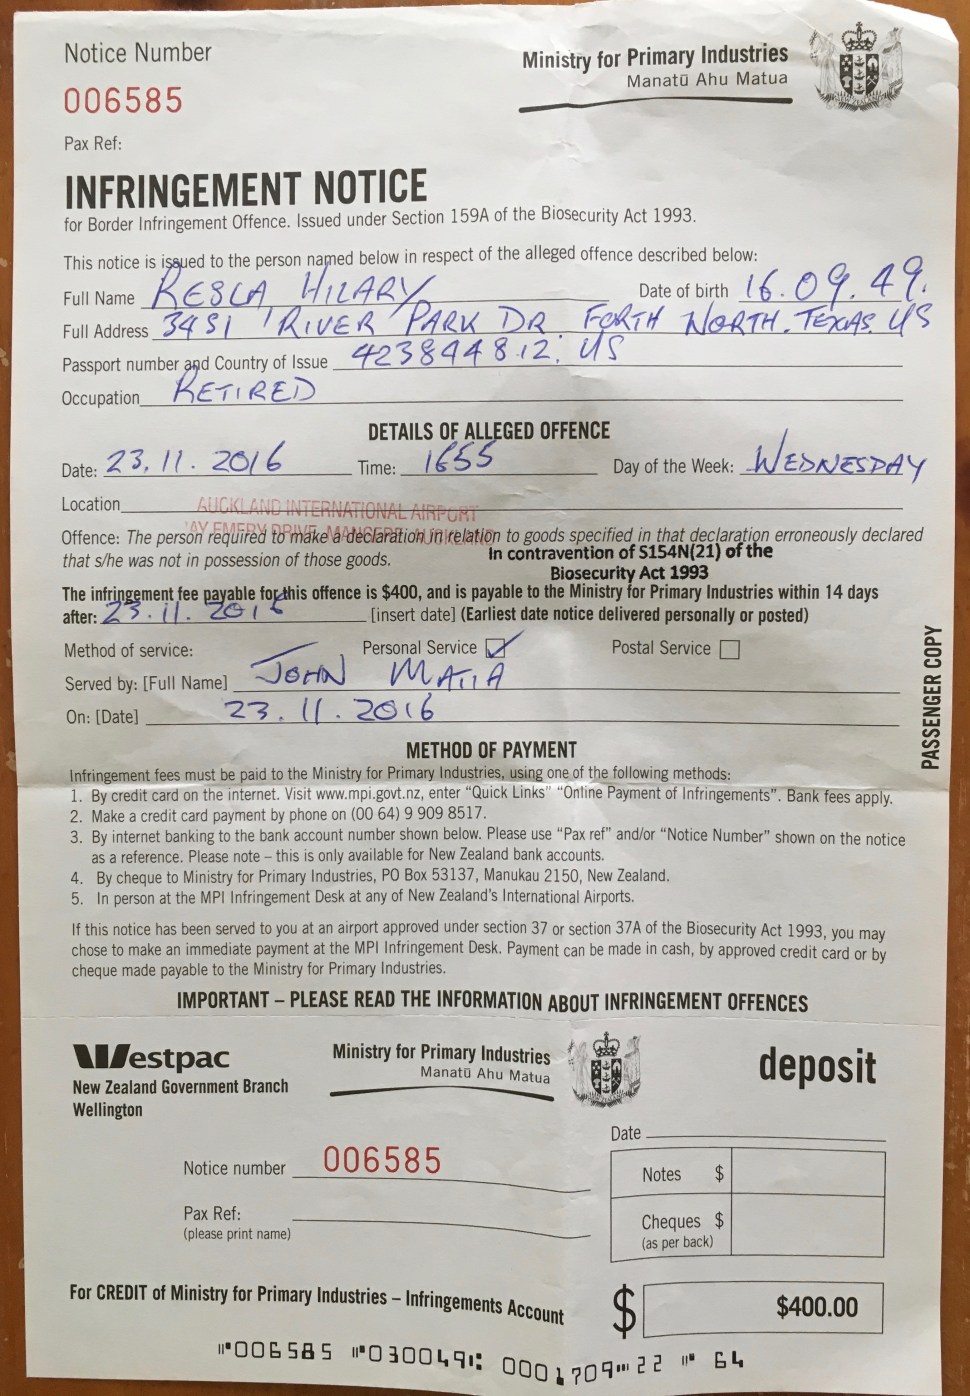 Notice Number
Ministry for Primary Industries
Manatū Ahu Matua
006585
Pax Ref:
INFRINGEMENT NOTICE
for Border Infringement Offence. Issued under Section 159A of the Biosecurity Act 1993.
This notice is issued to the person named below in respect of the alleged offence described below:
Full Name RESCA, HILARY Date of birth 16.09.49.
Full Address 3451 RIVER PARK DR FORTH NORTH. TEXAS. US
Passport number and Country of Issue 423844812. US
Occupation RETIRED
DETAILS OF ALLEGED OFFENCE
Date: 23.11.2016 Time: 1655 Day of the Week: WEDNESDAY
Location AUCKLAND INTERNATIONAL AIRPORT
AY EMERY DRIVE, MANGERE, AUCKLAND
Offence: The person required to make a declaration in relation to goods specified in that declaration erroneously declared
that s/he was not in possession of those goods. In contravention of S154N(21) of the
Biosecurity Act 1993
The infringement fee payable for this offence is $400, and is payable to the Ministry for Primary Industries within 14 days
after: 23.11.2016 [insert date] (Earliest date notice delivered personally or posted)
Method of service: Personal Service Postal Service
Served by: [Full Name] JOHN MATIA
On: [Date] 23.11.2016
PASSENGER COPY
METHOD OF PAYMENT
Infringement fees must be paid to the Ministry for Primary Industries, using one of the following methods:
1. By credit card on the internet. Visit www.mpi.govt.nz, enter “Quick Links” “Online Payment of Infringements”. Bank fees apply.
2. Make a credit card payment by phone on (00 64) 9 909 8517.
3. By internet banking to the bank account number shown below. Please use “Pax ref” and/or “Notice Number” shown on the notice
as a reference. Please note – this is only available for New Zealand bank accounts.
4. By cheque to Ministry for Primary Industries, PO Box 53137, Manukau 2150, New Zealand.
5. In person at the MPI Infringement Desk at any of New Zealand’s International Airports.
If this notice has been served to you at an airport approved under section 37 or section 37A of the Biosecurity Act 1993, you may
chose to make an immediate payment at the MPI Infringement Desk. Payment can be made in cash, by approved credit card or by
cheque made payable to the Ministry for Primary Industries.
IMPORTANT – PLEASE READ THE INFORMATION ABOUT INFRINGEMENT OFFENCES
Westpac
New Zealand Government Branch
Wellington
Ministry for Primary Industries
Manatū Ahu Matua
deposit
Date
Notice number 006585
Notes $
Pax Ref:
(please print name)
Cheques $
(as per back)
For CREDIT of Ministry for Primary Industries – Infringements Account
$ $400.00
⑈006585 ⑈030049⑆ 0001709⑉22 ⑈ 64